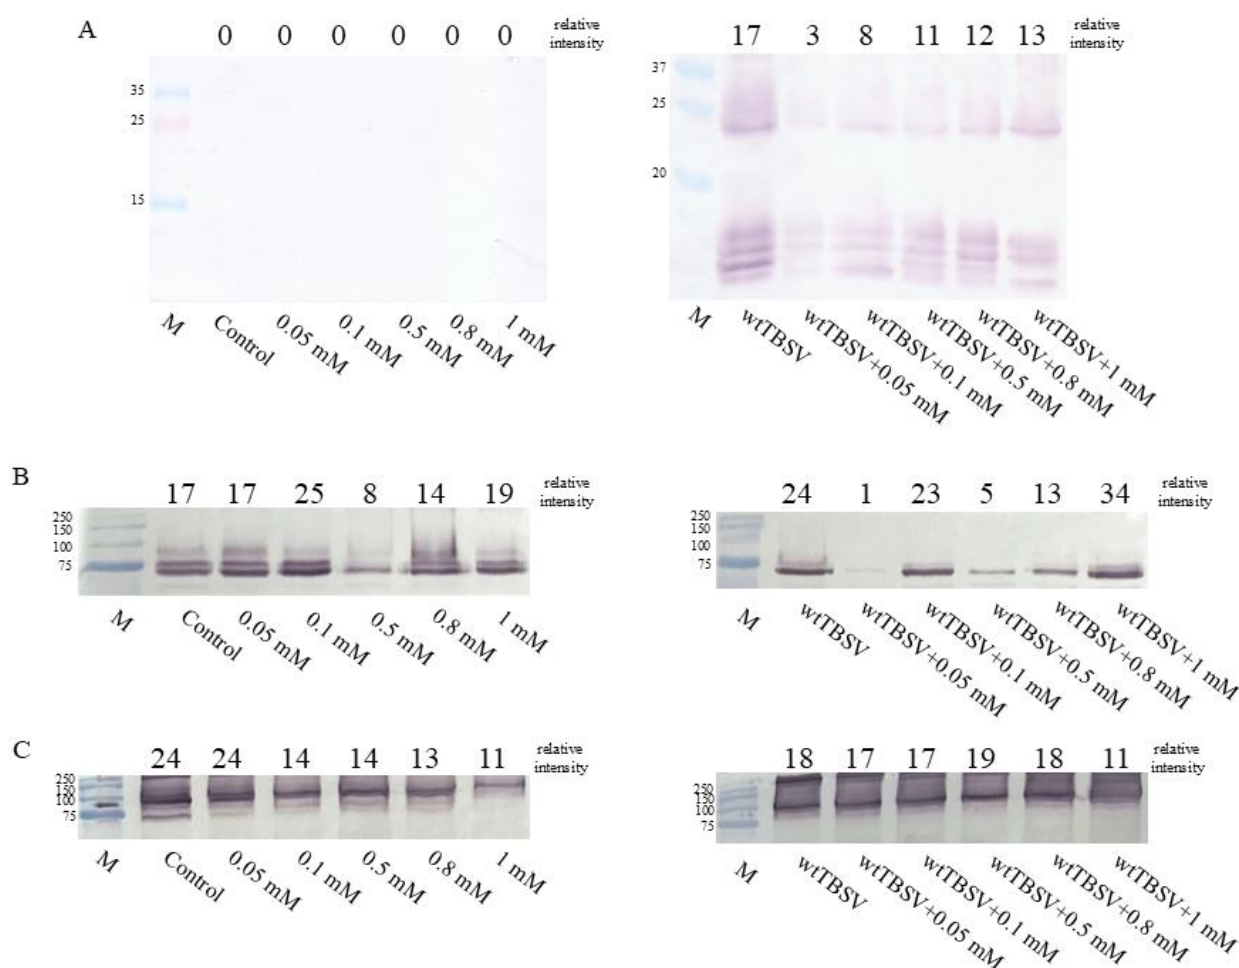 A
0 0 0 0 0 0 relative intensity
35
25
15
M Control 0.05 mM 0.1 mM 0.5 mM 0.8 mM 1 mM
17 3 8 11 12 13 relative intensity
37
25
20
M wtTBSV wtTBSV+0.05 mM wtTBSV+0.1 mM wtTBSV+0.5 mM wtTBSV+0.8 mM wtTBSV+1 mM
B
17 17 25 8 14 19 relative intensity
250
150
100
75
M Control 0.05 mM 0.1 mM 0.5 mM 0.8 mM 1 mM
24 1 23 5 13 34 relative intensity
250
150
100
75
M wtTBSV wtTBSV+0.05 mM wtTBSV+0.1 mM wtTBSV+0.5 mM wtTBSV+0.8 mM wtTBSV+1 mM
C
24 24 14 14 13 11 relative intensity
250
150
100
75
M Control 0.05 mM 0.1 mM 0.5 mM 0.8 mM 1 mM
18 17 17 19 18 11 relative intensity
250
150
100
75
M wtTBSV wtTBSV+0.05 mM wtTBSV+0.1 mM wtTBSV+0.5 mM wtTBSV+0.8 mM wtTBSV+1 mM